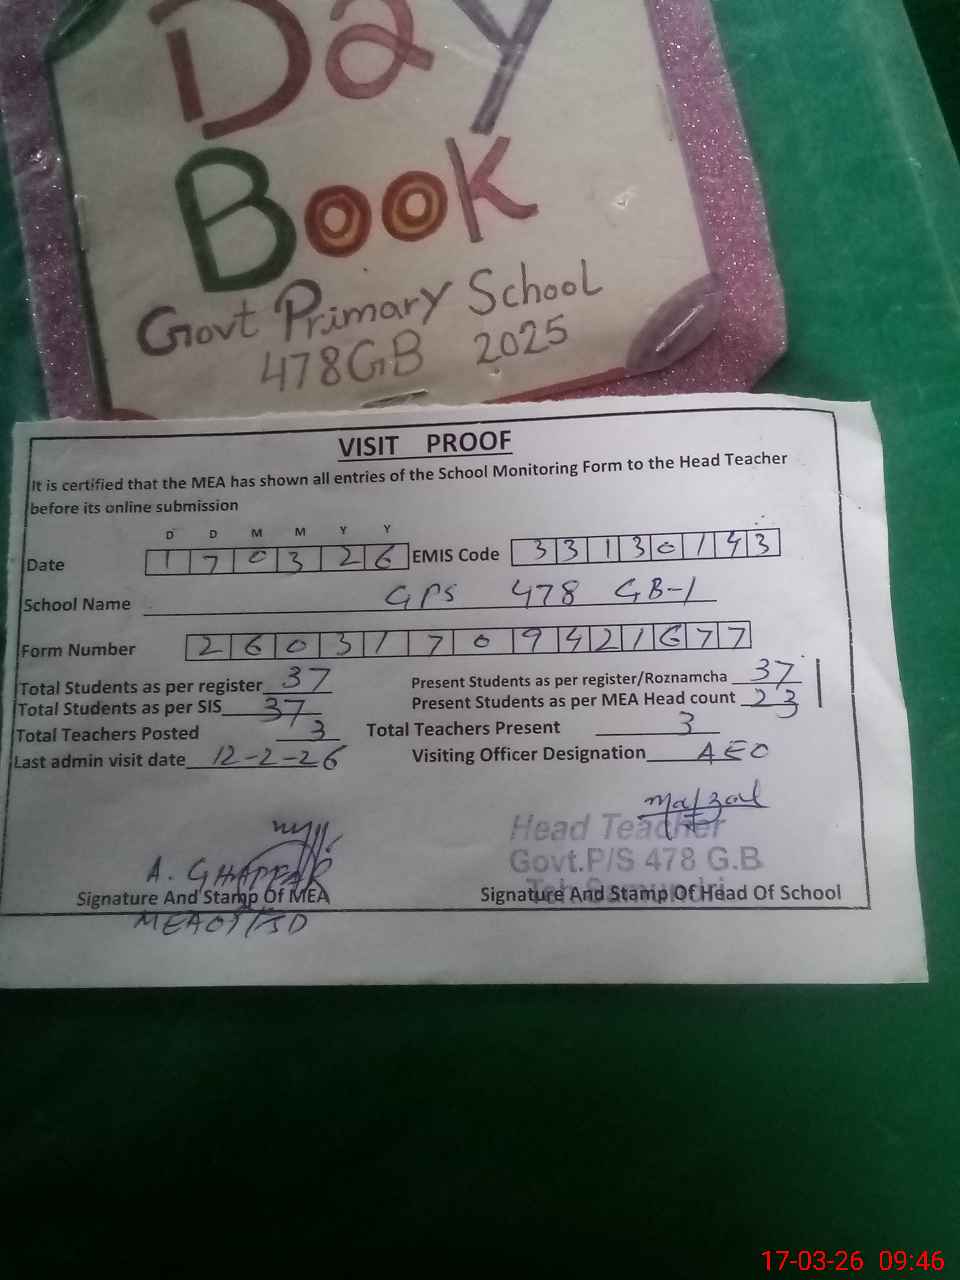 Day
Book
Govt Primary School
478GB 2025
VISIT PROOF
It is certified that the MEA has shown all entries of the School Monitoring Form to the Head Teacher
before its online submission
D D M M Y Y
Date 1 7 0 3 2 6 EMIS Code 3 3 1 3 0 1 4 3
School Name GPS 478 GB-1
Form Number 2 6 0 3 1 7 0 9 4 2 1 6 7 7
Total Students as per register 37 Present Students as per register/Roznamcha 37
Total Students as per SIS 37 Present Students as per MEA Head count 23
Total Teachers Posted 3 Total Teachers Present 3
Last admin visit date 12-2-26 Visiting Officer Designation AEO
Head Teacher
A. GHAFFAR Govt.P/S 478 G.B
Signature And Stamp Of MEA Signature And Stamp Of Head Of School
17-03-26 09:46